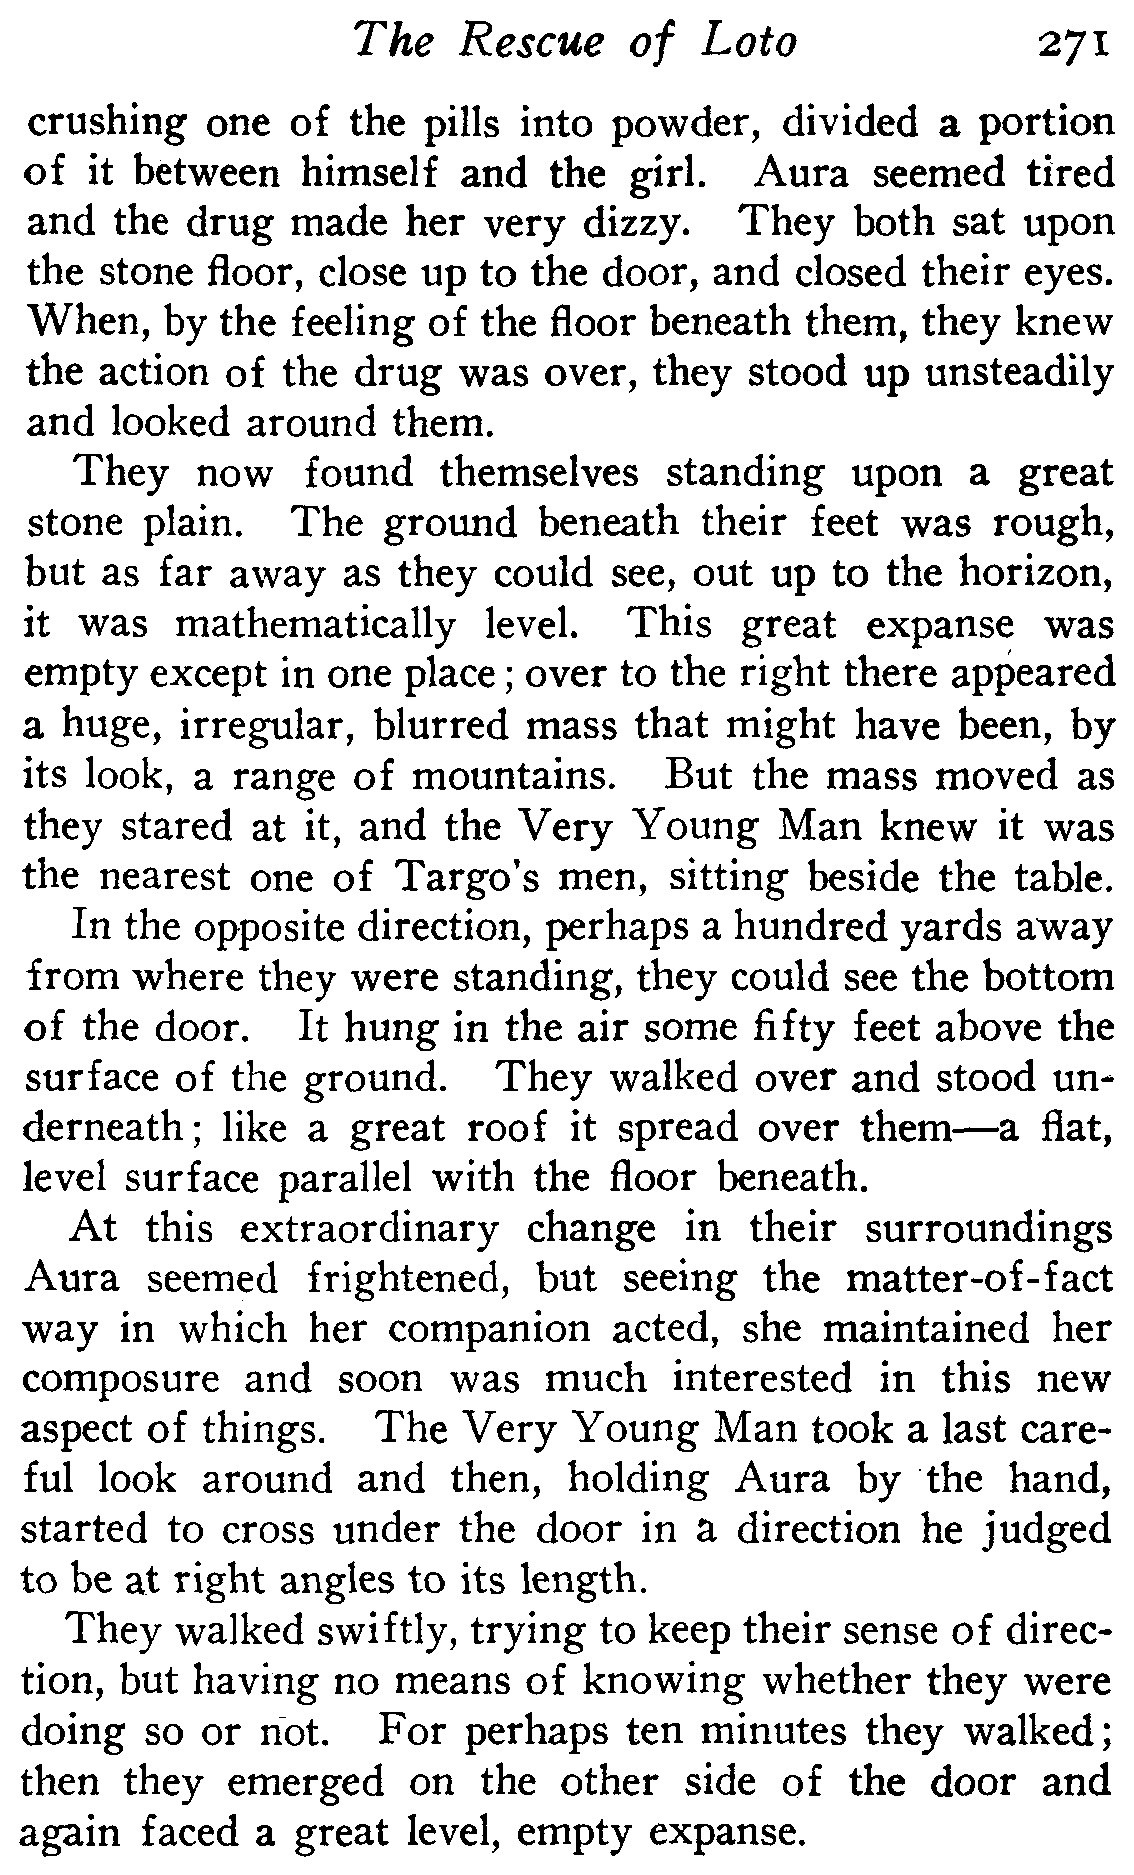 The Rescue of Loto 271
crushing one of the pills into powder, divided a portion
of it between himself and the girl. Aura seemed tired
and the drug made her very dizzy. They both sat upon
the stone floor, close up to the door, and closed their eyes.
When, by the feeling of the floor beneath them, they knew
the action of the drug was over, they stood up unsteadily
and looked around them.
They now found themselves standing upon a great
stone plain. The ground beneath their feet was rough,
but as far away as they could see, out up to the horizon,
it was mathematically level. This great expanse was
empty except in one place; over to the right there appeared
a huge, irregular, blurred mass that might have been, by
its look, a range of mountains. But the mass moved as
they stared at it, and the Very Young Man knew it was
the nearest one of Targo's men, sitting beside the table.
In the opposite direction, perhaps a hundred yards away
from where they were standing, they could see the bottom
of the door. It hung in the air some fifty feet above the
surface of the ground. They walked over and stood un-
derneath; like a great roof it spread over them—a flat,
level surface parallel with the floor beneath.
At this extraordinary change in their surroundings
Aura seemed frightened, but seeing the matter-of-fact
way in which her companion acted, she maintained her
composure and soon was much interested in this new
aspect of things. The Very Young Man took a last care-
ful look around and then, holding Aura by the hand,
started to cross under the door in a direction he judged
to be at right angles to its length.
They walked swiftly, trying to keep their sense of direc-
tion, but having no means of knowing whether they were
doing so or not. For perhaps ten minutes they walked;
then they emerged on the other side of the door and
again faced a great level, empty expanse.